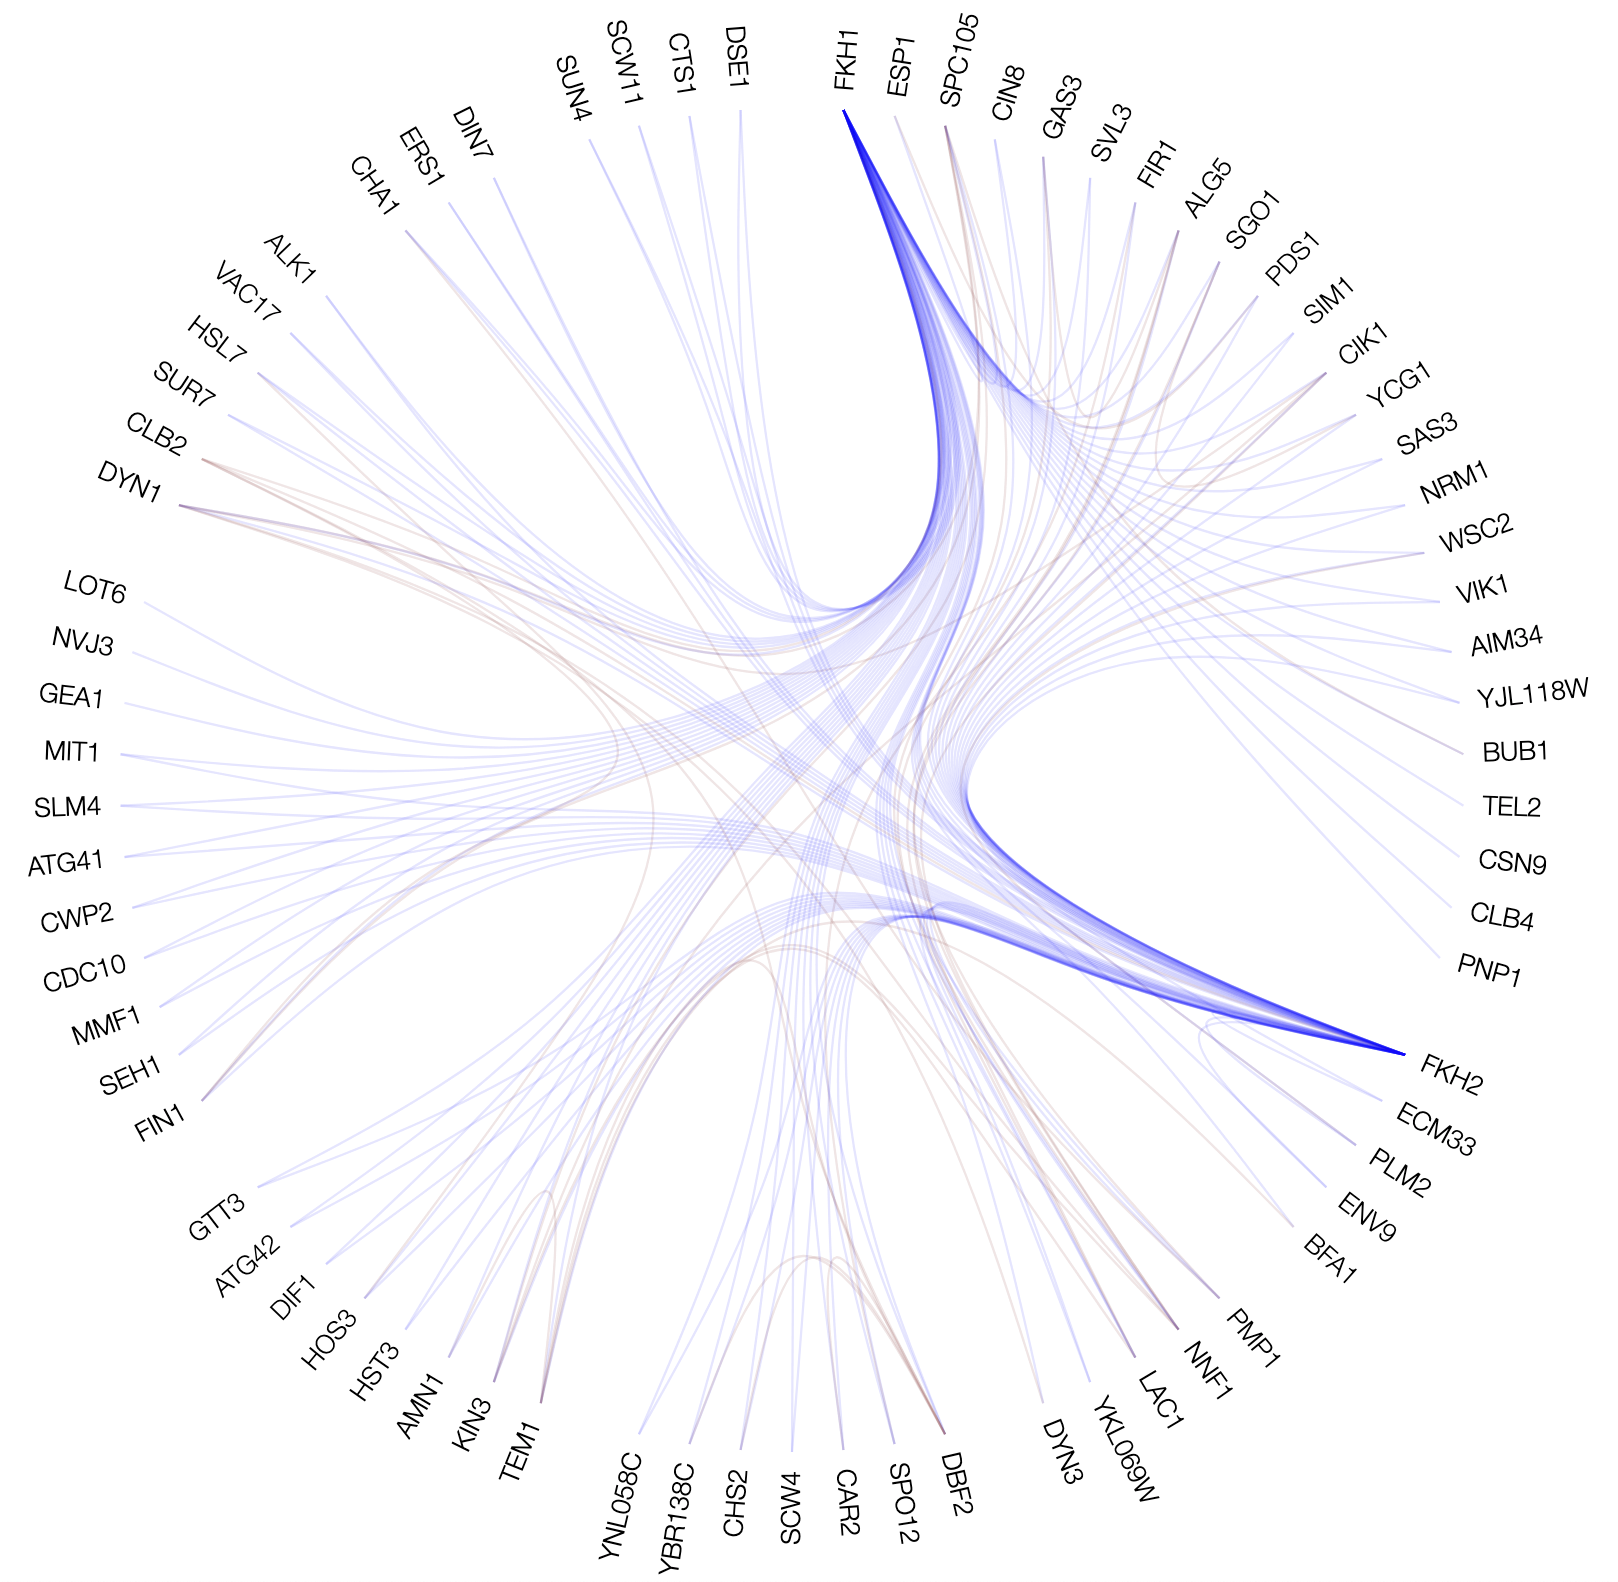 FKH1
ESP1
SPC105
CIN8
GAS3
SVL3
FIR1
ALG5
SGO1
PDS1
SIM1
CIK1
YCG1
SAS3
NRM1
WSC2
VIK1
AIM34
YJL118W
BUB1
TEL2
CSN9
CLB4
PNP1
FKH2
ECM33
PLM2
ENV9
BFA1
PMP1
NNF1
LAC1
YKL069W
DYN3
DBF2
SPO12
CAR2
SCW4
CHS2
YBR138C
YNL058C
TEM1
KIN3
AMN1
HST3
HOS3
DIF1
ATG42
GTT3
FIN1
SEH1
MMF1
CDC10
CWP2
ATG41
SLM4
MIT1
GEA1
NVJ3
LOT6
DYN1
CLB2
SUR7
HSL7
VAC17
ALK1
CHA1
ERS1
DIN7
SUN4
SCW11
CTS1
DSE1